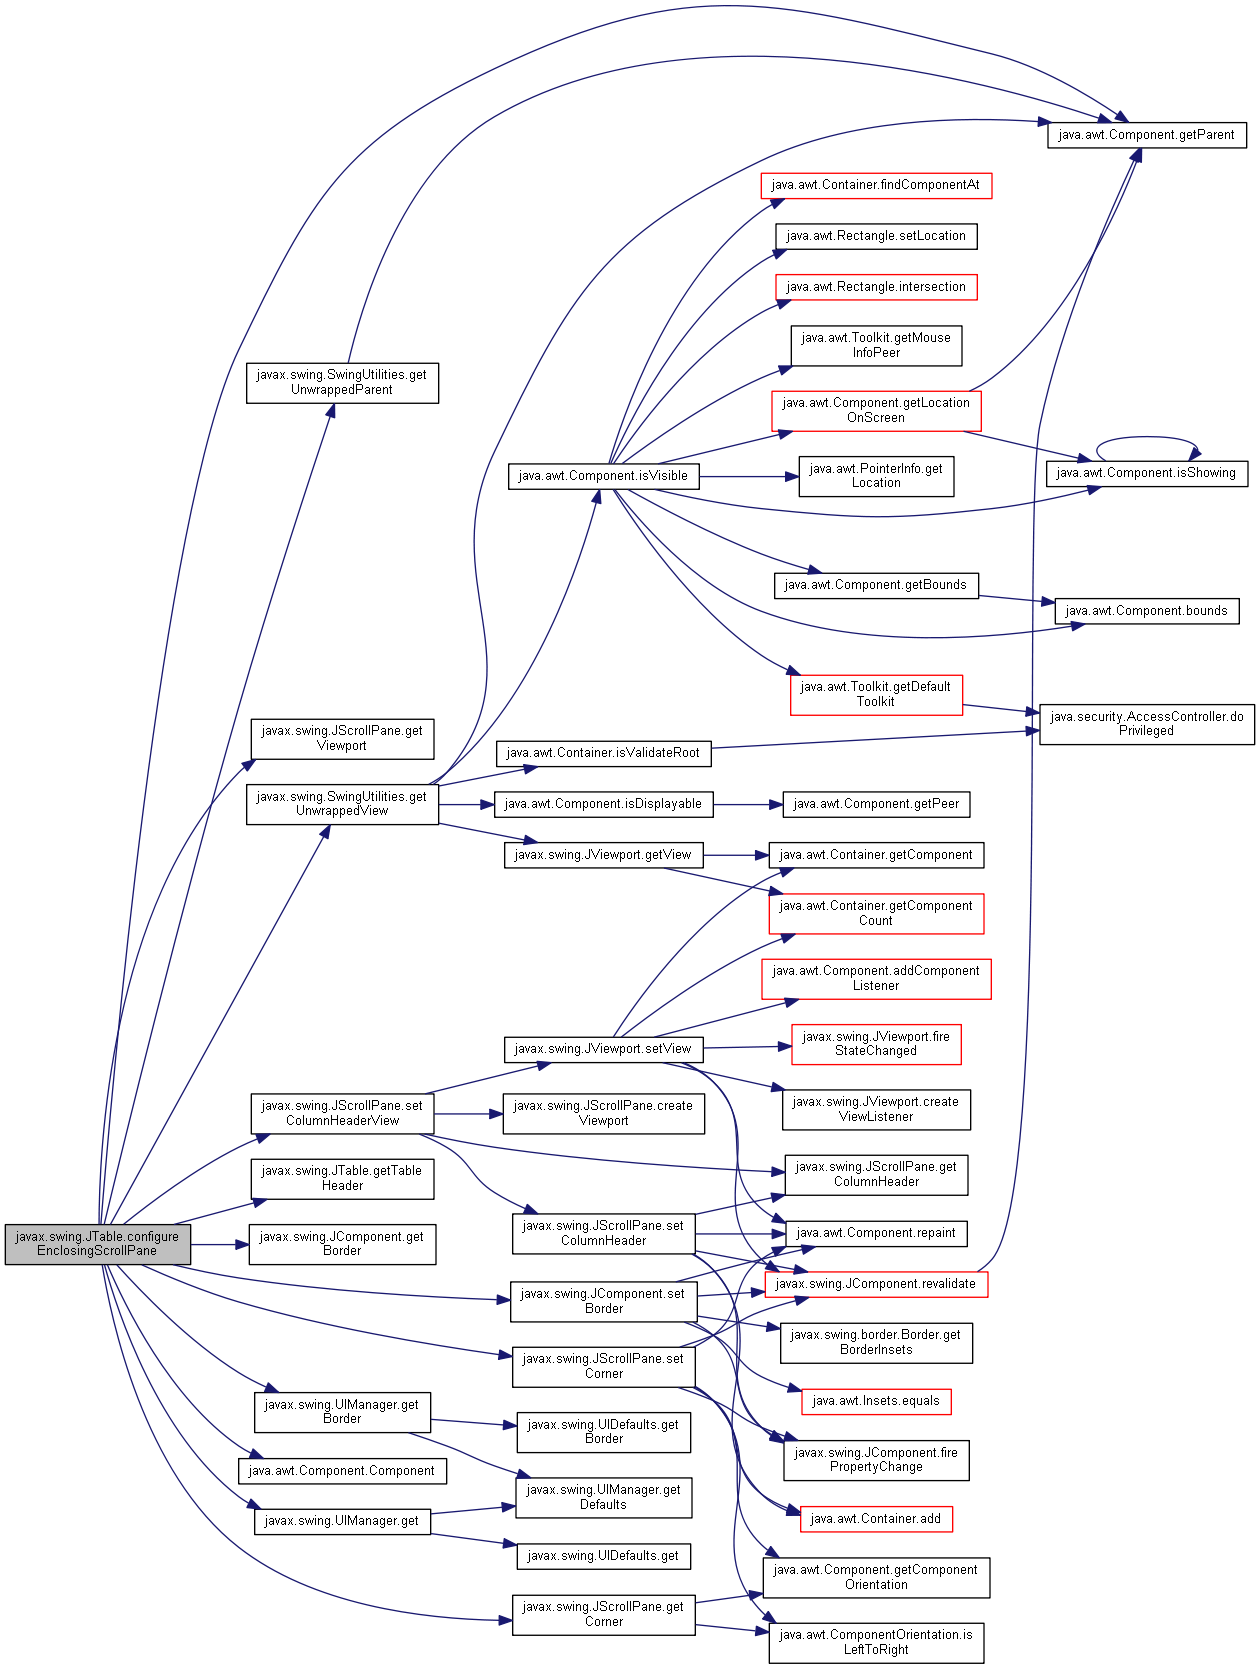 java.awt.Component.getParent
java.awt.Container.findComponentAt
java.awt.Rectangle.setLocation
java.awt.Rectangle.intersection
java.awt.Toolkit.getMouse
InfoPeer
javax.swing.SwingUtilities.get
UnwrappedParent
java.awt.Component.getLocation
OnScreen
java.awt.Component.isVisible
java.awt.PointerInfo.get
Location
java.awt.Component.isShowing
java.awt.Component.getBounds
java.awt.Component.bounds
java.awt.Toolkit.getDefault
Toolkit
java.security.AccessController.do
Privileged
javax.swing.JScrollPane.get
Viewport
java.awt.Container.isValidateRoot
javax.swing.SwingUtilities.get
UnwrappedView
java.awt.Component.isDisplayable
java.awt.Component.getPeer
javax.swing.JViewport.getView
java.awt.Container.getComponent
java.awt.Container.getComponent
Count
java.awt.Component.addComponent
Listener
javax.swing.JViewport.setView
javax.swing.JViewport.fire
StateChanged
javax.swing.JViewport.create
ViewListener
javax.swing.JScrollPane.set
ColumnHeaderView
javax.swing.JScrollPane.create
Viewport
javax.swing.JTable.getTable
Header
javax.swing.JScrollPane.get
ColumnHeader
javax.swing.JTable.configure
EnclosingScrollPane
javax.swing.JComponent.get
Border
javax.swing.JScrollPane.set
ColumnHeader
java.awt.Component.repaint
javax.swing.JComponent.revalidate
javax.swing.JComponent.set
Border
javax.swing.border.Border.get
BorderInsets
javax.swing.JScrollPane.set
Corner
java.awt.Insets.equals
javax.swing.UIManager.get
Border
javax.swing.UIDefaults.get
Border
javax.swing.JComponent.fire
PropertyChange
java.awt.Component.Component
javax.swing.UIManager.get
Defaults
javax.swing.UIManager.get
java.awt.Container.add
javax.swing.UIDefaults.get
java.awt.Component.getComponent
Orientation
javax.swing.JScrollPane.get
Corner
java.awt.ComponentOrientation.is
LeftToRight